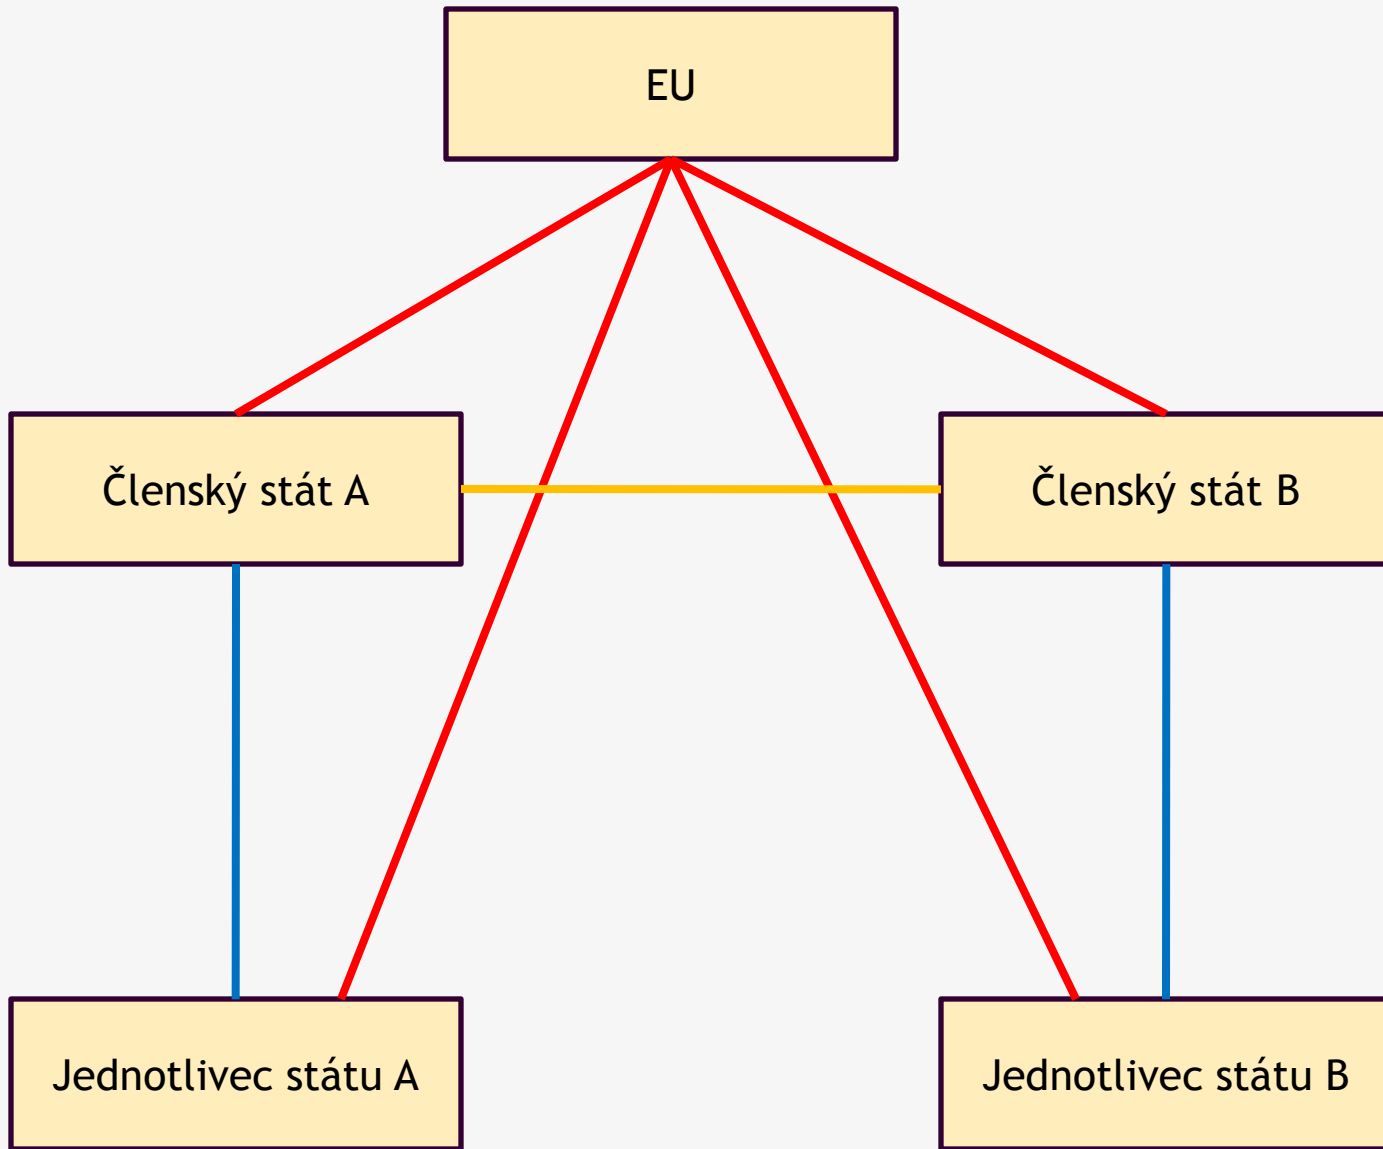 EU
Členský stát A
Členský stát B
Jednotlivec státu A
Jednotlivec státu B